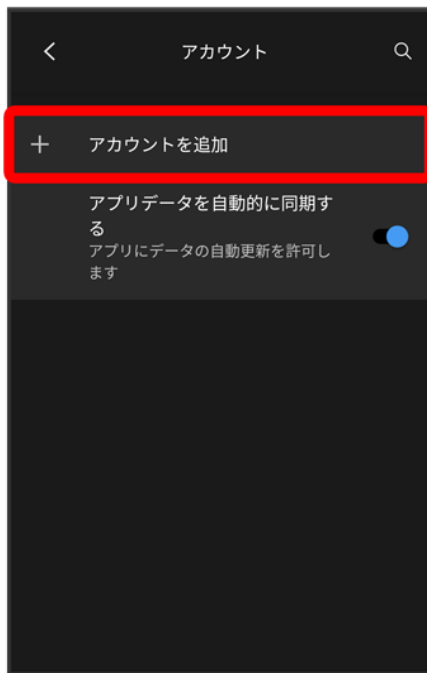 アカウント
アカウントを追加
アプリデータを自動的に同期す
る
アプリにデータの自動更新を許可し
ます